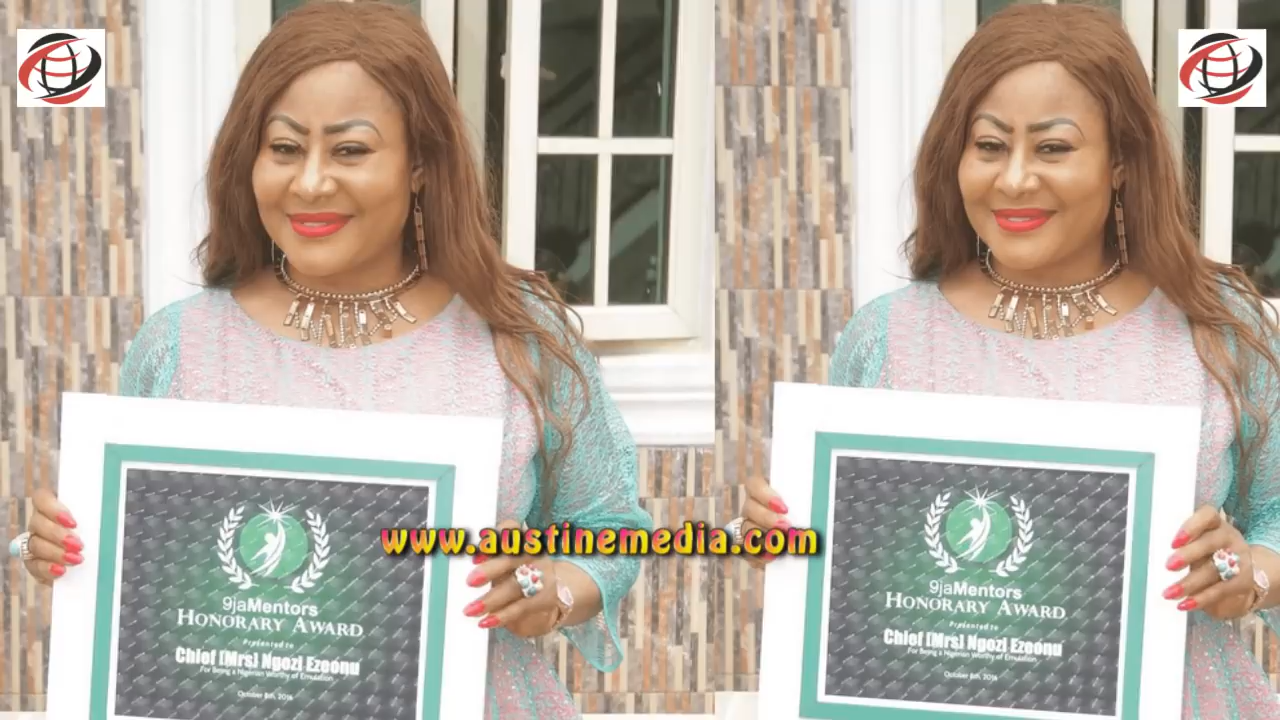 www.austinemedia.com
9jaMentors
HONORARY AWARD
Presented to
Chief (Mrs) Ngozi Ezeonu
For Being a Nigerian Worthy of Emulation
October 8th, 2016
9jaMentors
HONORARY AWARD
Presented to
Chief (Mrs) Ngozi Ezeonu
For Being a Nigerian Worthy of Emulation
October 8th, 2016